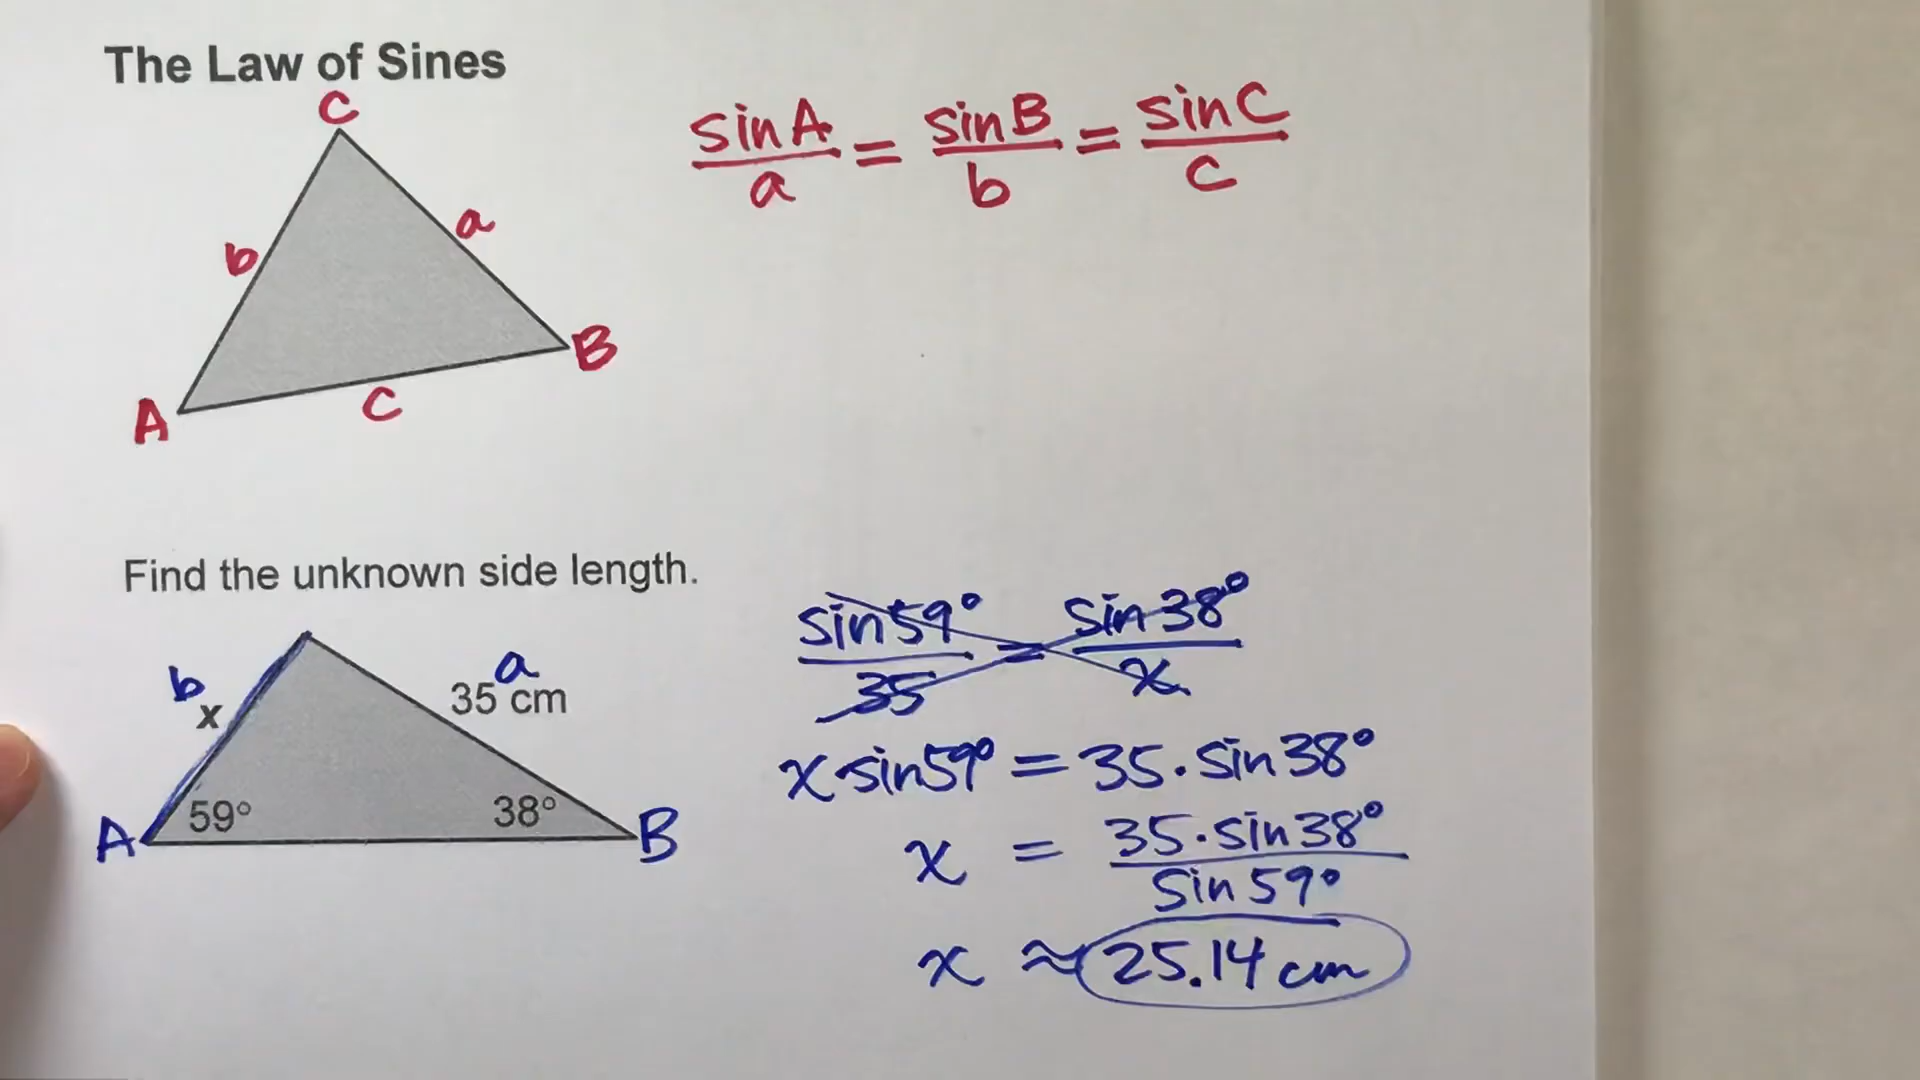 The Law of Sines
C
b
a
A
B
c
sinA/a = sinB/b = sinC/c
Find the unknown side length.
b
x
a
35 cm
A
59°
38°
B
sin59°/35 = sin38°/x
x·sin59° = 35·sin38°
x = 35·sin38°/sin59°
x ≈ 25.14 cm